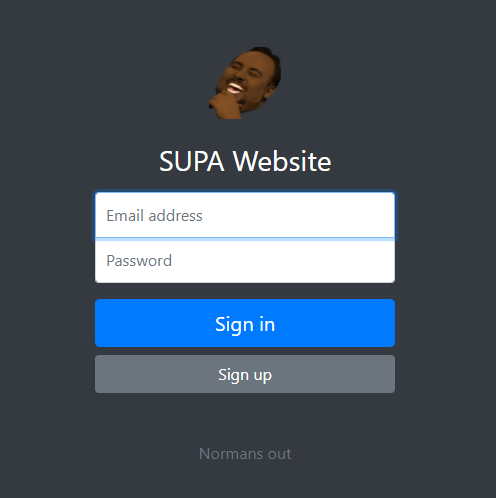 SUPA Website
Email address
Password
Sign in
Sign up
Normans out